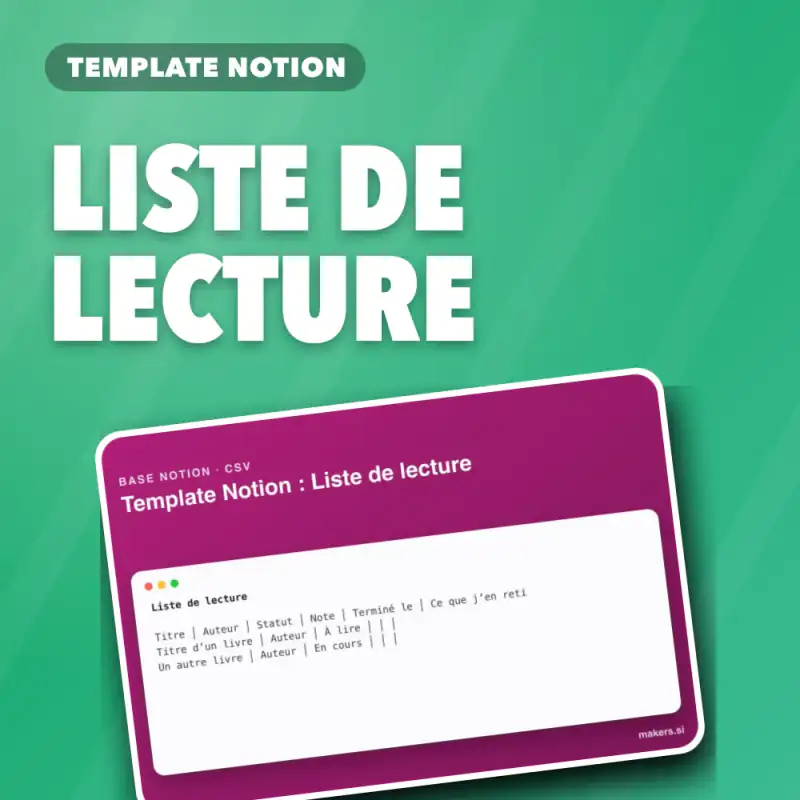 TEMPLATE NOTION
LISTE DE
LECTURE
BASE NOTION · CSV
Template Notion : Liste de lecture
Liste de lecture
Titre | Auteur | Statut | Note | Terminé le | Ce que j’en reti
Titre d’un livre | Auteur | À lire | | |
Un autre livre | Auteur | En cours | | |
makers.si